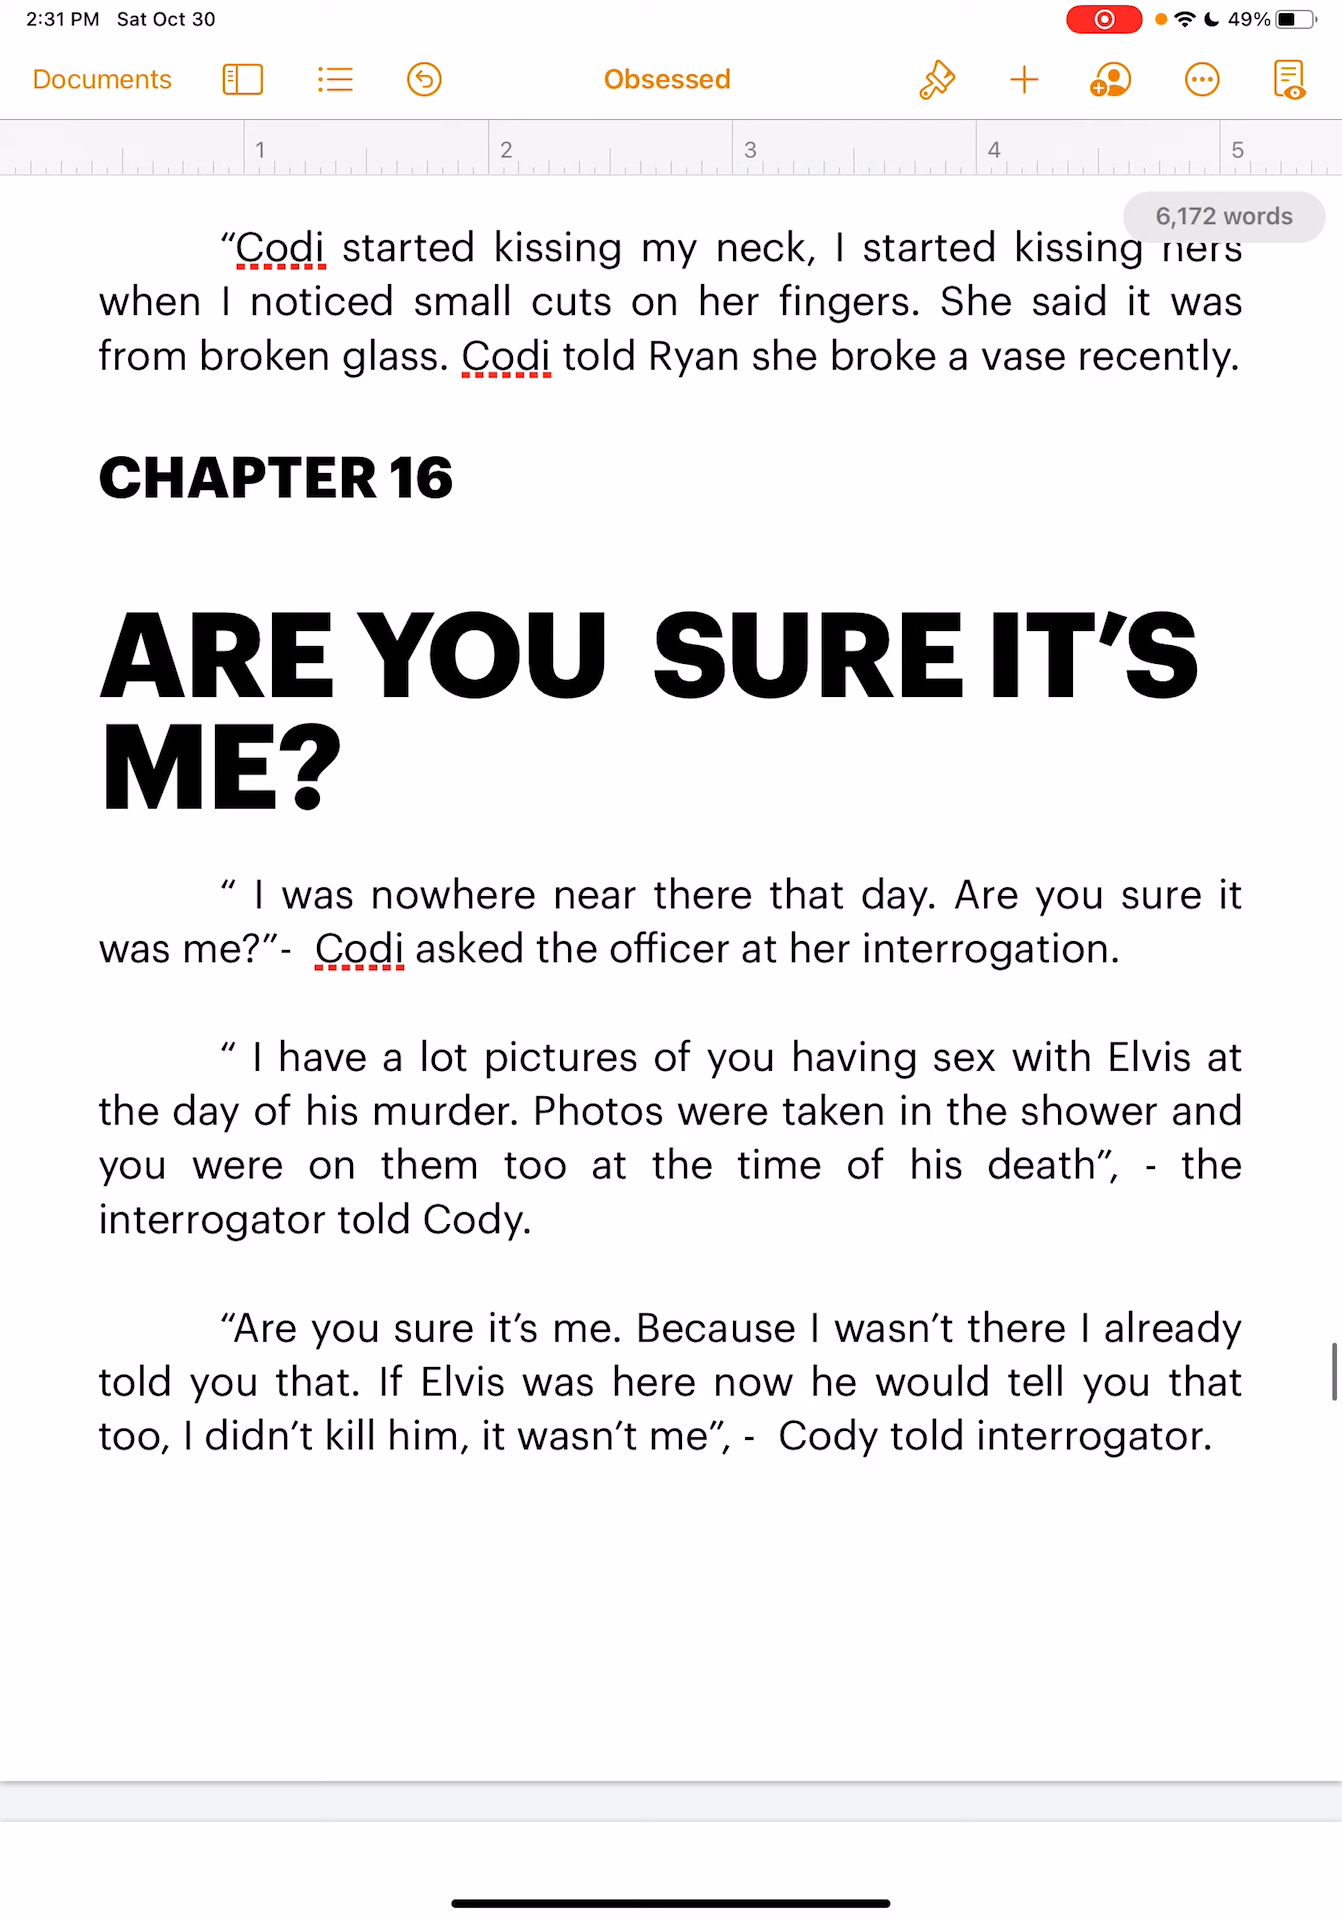 2:31 PM Sat Oct 30
49%
Documents
Obsessed
1 2 3 4 5
6,172 words
“Codi started kissing my neck, I started kissing hers
when I noticed small cuts on her fingers. She said it was
from broken glass. Codi told Ryan she broke a vase recently.
CHAPTER 16
ARE YOU SURE IT’S
ME?
“ I was nowhere near there that day. Are you sure it
was me?”- Codi asked the officer at her interrogation.
“ I have a lot pictures of you having sex with Elvis at
the day of his murder. Photos were taken in the shower and
you were on them too at the time of his death”, - the
interrogator told Cody.
“Are you sure it’s me. Because I wasn’t there I already
told you that. If Elvis was here now he would tell you that
too, I didn’t kill him, it wasn’t me”, - Cody told interrogator.